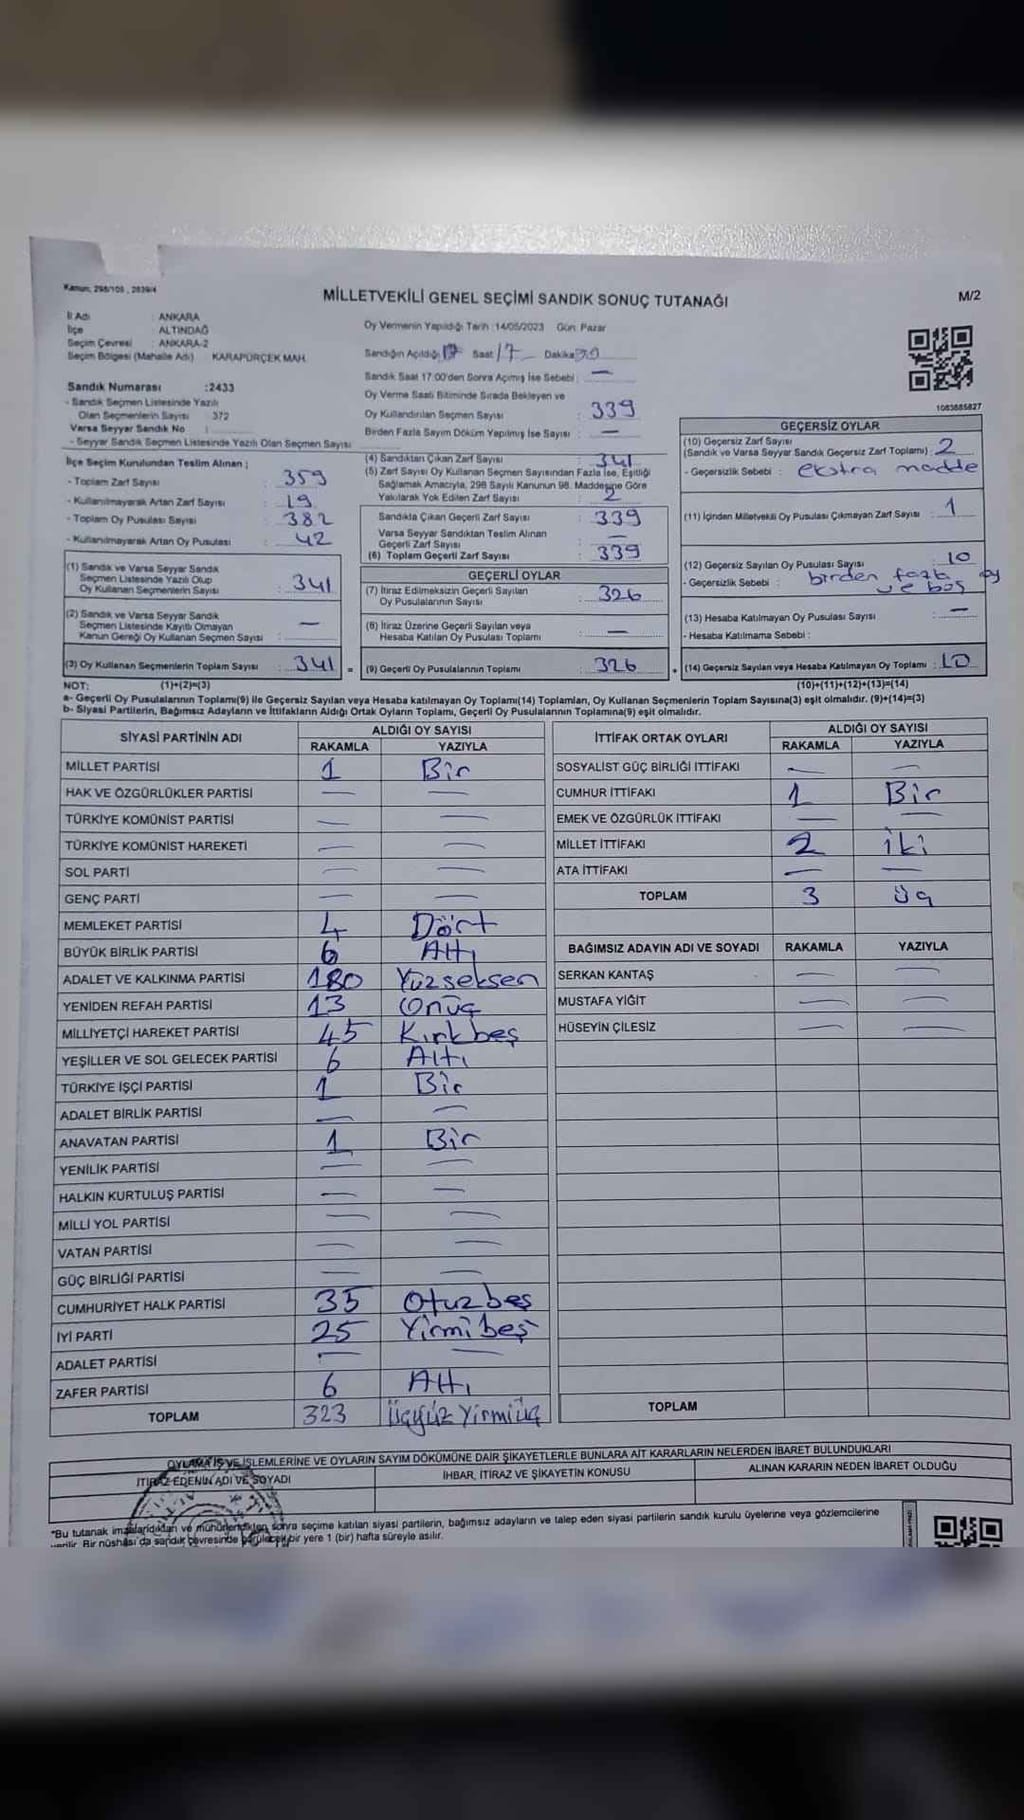 Kanun: 298/105 , 2839/4
MİLLETVEKİLİ GENEL SEÇİMİ SANDIK SONUÇ TUTANAĞI
M/2
İl Adı : ANKARA
İlçe : ALTINDAĞ
Seçim Çevresi : ANKARA-2
Seçim Bölgesi (Mahalle Adı) : KARAPÜRÇEK MAH.
Sandık Numarası :2433
- Sandık Seçmen Listesinde Yazılı
Olan Seçmenlerin Sayısı 372
Varsa Seyyar Sandık No :
- Seyyar Sandık Seçmen Listesinde Yazılı Olan Seçmen Sayısı :
İlçe Seçim Kurulundan Teslim Alınan ;
- Toplam Zarf Sayısı : 359
- Kullanılmayarak Artan Zarf Sayısı : 19
- Toplam Oy Pusulası Sayısı : 382
- Kullanılmayarak Artan Oy Pusulası : 42
(1) Sandık ve Varsa Seyyar Sandık
Seçmen Listesinde Yazılı Olup
Oy Kullanan Seçmenlerin Sayısı : 341
(2) Sandık ve Varsa Seyyar Sandık
Seçmen Listesinde Kayıtlı Olmayan
Kanun Gereği Oy Kullanan Seçmen Sayısı : —
(3) Oy Kullanan Seçmenlerin Toplam Sayısı : 341 =
(1)+(2)=(3)
Oy Vermenin Yapıldığı Tarih :14/05/2023 Gün: Pazar
Sandığın Açıldığı Saat 17 Dakika
Sandık Saat 17:00'den Sonra Açılmış İse Sebebi : —
Oy Verme Saati Bitiminde Sırada Bekleyen ve
Oy Kullandırılan Seçmen Sayısı : 339
Birden Fazla Sayım Döküm Yapılmış İse Sayısı : —
(4) Sandıktan Çıkan Zarf Sayısı : 341
(5) Zarf Sayısı Oy Kullanan Seçmen Sayısından Fazla İse, Eşitliği
Sağlamak Amacıyla, 298 Sayılı Kanunun 98. Maddesine Göre
Yakılarak Yok Edilen Zarf Sayısı : 2
Sandıkta Çıkan Geçerli Zarf Sayısı : 339
Varsa Seyyar Sandıktan Teslim Alınan
Geçerli Zarf Sayısı : —
(6) Toplam Geçerli Zarf Sayısı : 339
GEÇERLİ OYLAR
(7) İtiraz Edilmeksizin Geçerli Sayılan
Oy Pusulalarının Sayısı : 326
(8) İtiraz Üzerine Geçerli Sayılan veya
Hesaba Katılan Oy Pusulası Toplamı : —
(9) Geçerli Oy Pusulalarının Toplamı : 326 +
1083885827
GEÇERSİZ OYLAR
(10) Geçersiz Zarf Sayısı
(Sandık ve Varsa Seyyar Sandık Geçersiz Zarf Toplamı) : 2
- Geçersizlik Sebebi : ekstra madde
(11) İçinden Milletvekili Oy Pusulası Çıkmayan Zarf Sayısı : 1
(12) Geçersiz Sayılan Oy Pusulası Sayısı : 10
- Geçersizlik Sebebi : birden fazla oy
ve boş
(13) Hesaba Katılmayan Oy Pusulası Sayısı : —
- Hesaba Katılmama Sebebi :
(14) Geçersiz Sayılan veya Hesaba Katılmayan Oy Toplamı : 10
(10)+(11)+(12)+(13)=(14)
NOT:
a- Geçerli Oy Pusulalarının Toplamı(9) ile Geçersiz Sayılan veya Hesaba katılmayan Oy Toplamı(14) Toplamları, Oy Kullanan Seçmenlerin Toplam Sayısına(3) eşit olmalıdır. (9)+(14)=(3)
b- Siyasi Partilerin, Bağımsız Adayların ve İttifakların Aldığı Ortak Oyların Toplamı, Geçerli Oy Pusulalarının Toplamına(9) eşit olmalıdır.
SİYASİ PARTİNİN ADI ALDIĞI OY SAYISI
RAKAMLA YAZIYLA
MİLLET PARTİSİ 1 Bir
HAK VE ÖZGÜRLÜKLER PARTİSİ — —
TÜRKİYE KOMÜNİST PARTİSİ — —
TÜRKİYE KOMÜNİST HAREKETİ — —
SOL PARTİ — —
GENÇ PARTİ — —
MEMLEKET PARTİSİ 4 Dört
BÜYÜK BİRLİK PARTİSİ 6 Altı
ADALET VE KALKINMA PARTİSİ 180 Yüzseksen
YENİDEN REFAH PARTİSİ 13 Onüç
MİLLİYETÇİ HAREKET PARTİSİ 45 Kırkbeş
YEŞİLLER VE SOL GELECEK PARTİSİ 6 Altı
TÜRKİYE İŞÇİ PARTİSİ 1 Bir
ADALET BİRLİK PARTİSİ — —
ANAVATAN PARTİSİ 1 Bir
YENİLİK PARTİSİ — —
HALKIN KURTULUŞ PARTİSİ — —
MİLLİ YOL PARTİSİ — —
VATAN PARTİSİ — —
GÜÇ BİRLİĞİ PARTİSİ — —
CUMHURİYET HALK PARTİSİ 35 Otuzbeş
İYİ PARTİ 25 Yirmibeş
ADALET PARTİSİ — —
ZAFER PARTİSİ 6 Altı
TOPLAM 323 Üçyüz Yirmiüç
İTTİFAK ORTAK OYLARI ALDIĞI OY SAYISI
RAKAMLA YAZIYLA
SOSYALİST GÜÇ BİRLİĞİ İTTİFAKI — —
CUMHUR İTTİFAKI 1 Bir
EMEK VE ÖZGÜRLÜK İTTİFAKI — —
MİLLET İTTİFAKI 2 iki
ATA İTTİFAKI — —
TOPLAM 3 üç
BAĞIMSIZ ADAYIN ADI VE SOYADI RAKAMLA YAZIYLA
SERKAN KANTAŞ — —
MUSTAFA YİĞİT — —
HÜSEYİN ÇİLESİZ — —
TOPLAM
OYLAMA İŞ VE İŞLEMLERİNE VE OYLARIN SAYIM DÖKÜMÜNE DAİR ŞİKAYETLERLE BUNLARA AİT KARARLARIN NELERDEN İBARET BULUNDUKLARI
İTİRAZ EDENİN ADI VE SOYADI İHBAR, İTİRAZ VE ŞİKAYETİN KONUSU ALINAN KARARIN NEDEN İBARET OLDUĞU
"Bu tutanak imzalandıktan ve mühürlendikten sonra seçime katılan siyasi partilerin, bağımsız adayların ve talep eden siyasi partilerin sandık kurulu üyelerine veya gözlemcilerine
verilir. Bir nüshası da sandık çevresinde görülecek bir yere 1 (bir) hafta süreyle asılır.